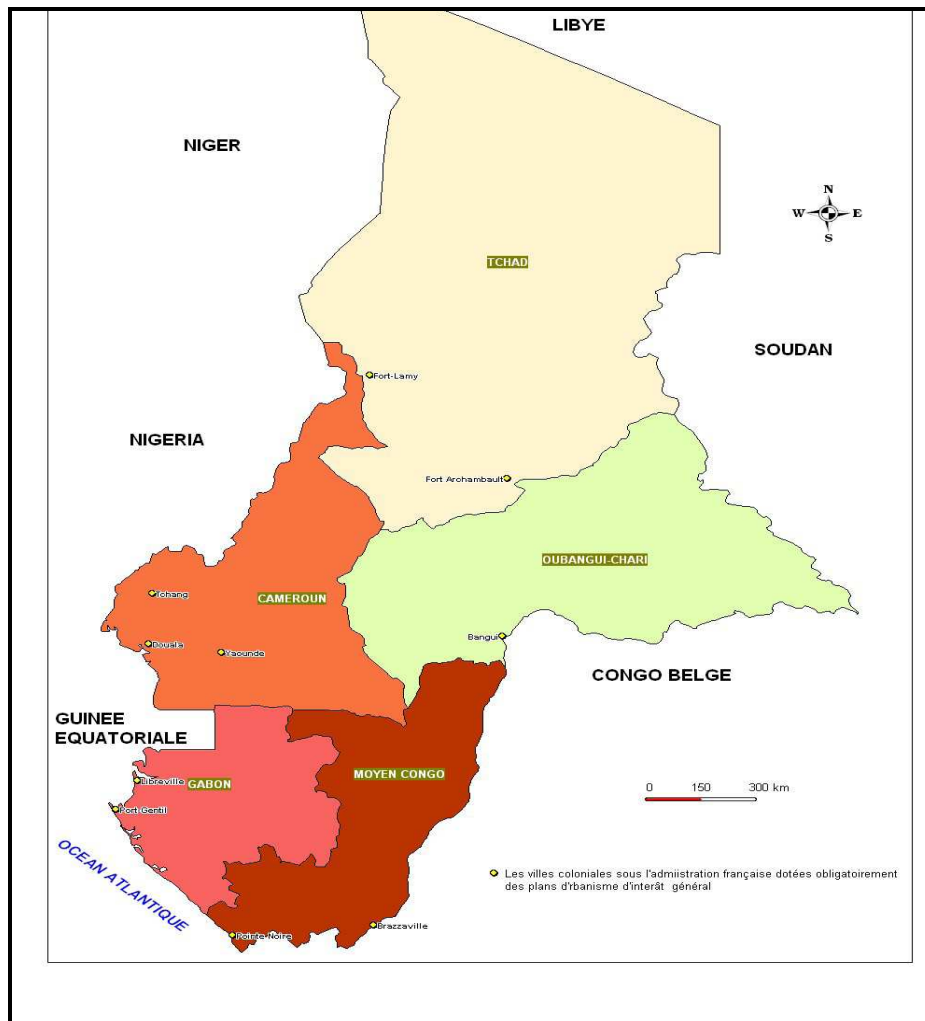 LIBYE
NIGER
N
W
E
S
TCHAD
SOUDAN
Fort-Lamy
NIGERIA
Fort Arohambault
OUBANGUI-CHARI
Tohang
CAMEROUN
Bangui
Douala
Yaounde
CONGO BELGE
GUINEE
EQUATORIALE
MOYEN CONGO
Libreville
GABON
0 150 300 km
Port Gentil
OCEAN ATLANTIQUE
Les villes coloniales sous l'admiistration française dotées obligatoirement
des plans d'rbanisme d'interât général
Brazzaville
Pointe Noire